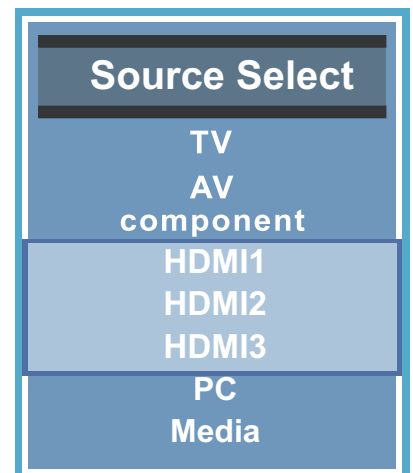 Source Select
TV
AV
component
HDMI1
HDMI2
HDMI3
PC
Media